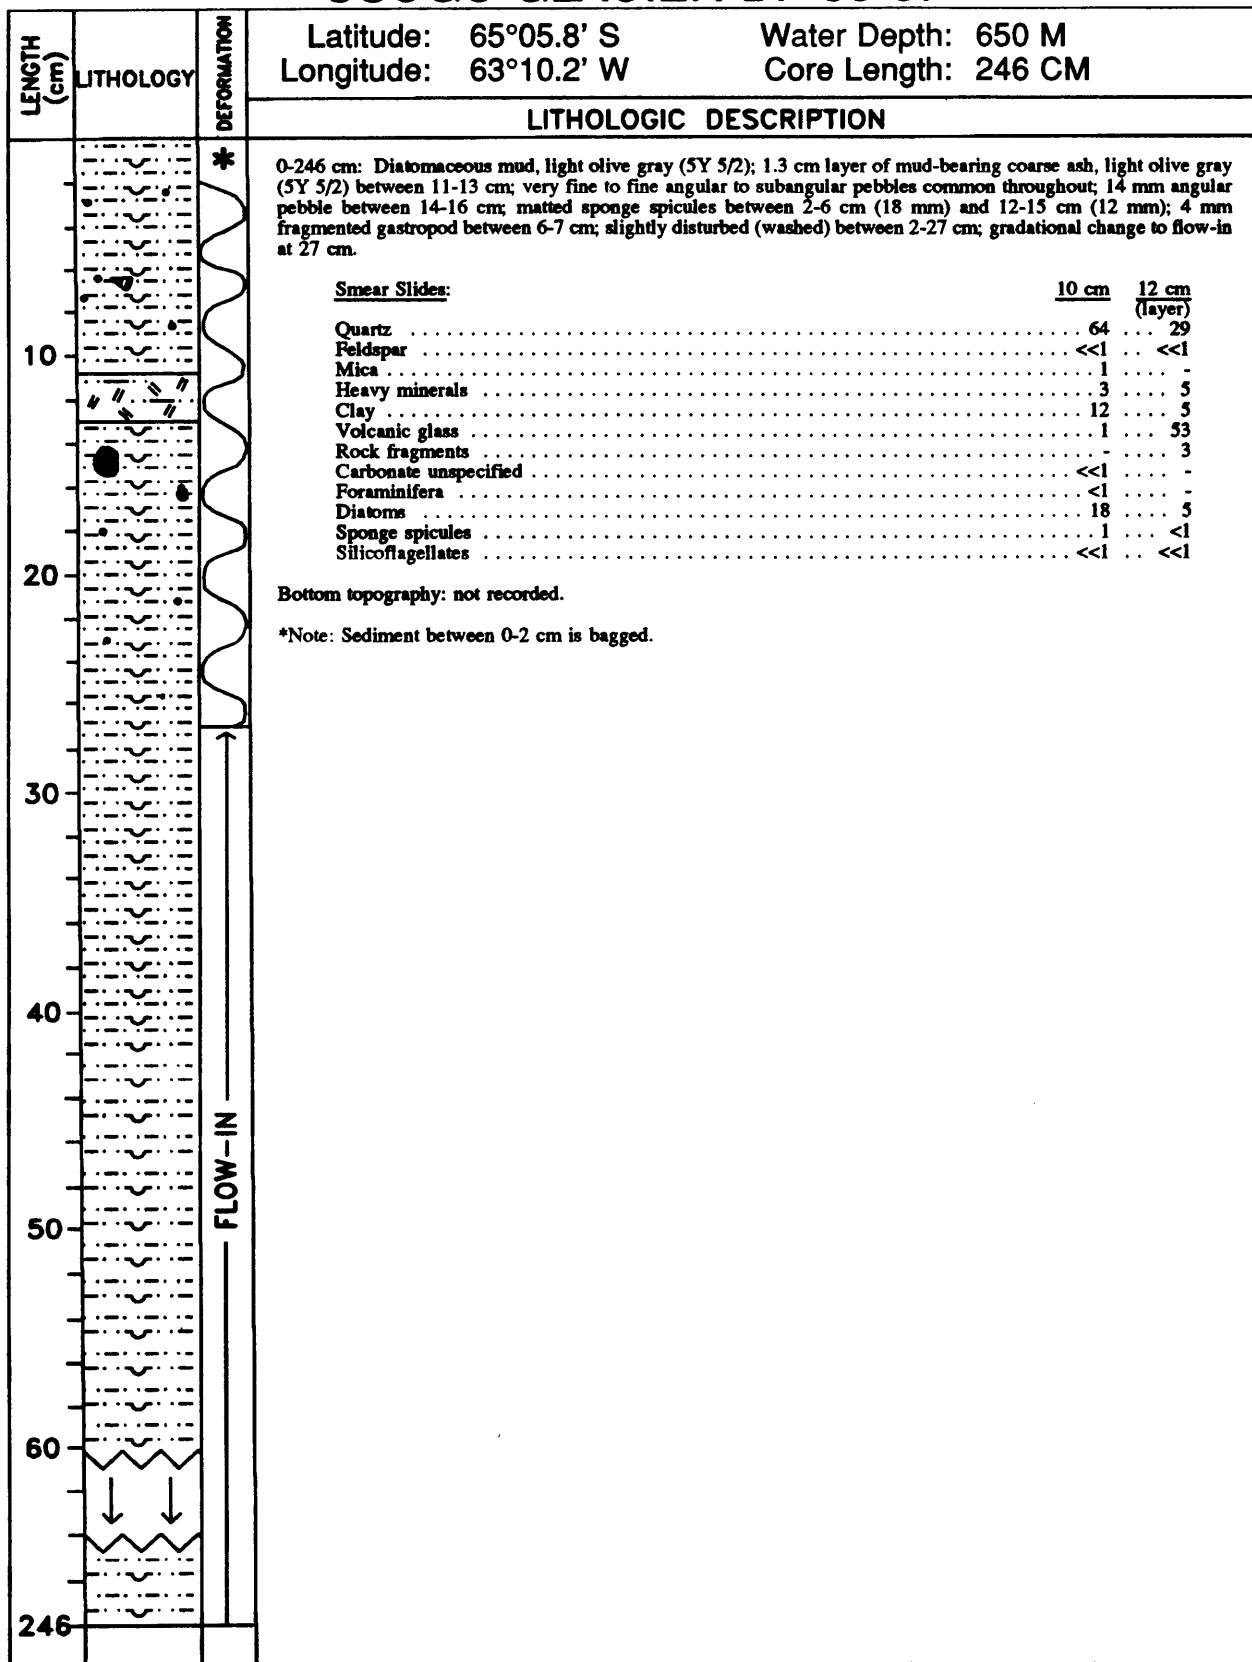 Latitude: 65°05.8' S Water Depth: 650 M
Longitude: 63°10.2' W Core Length: 246 CM
LENGTH (cm)
LITHOLOGY
DEFORMATION
LITHOLOGIC DESCRIPTION
*
0-246 cm: Diatomaceous mud, light olive gray (5Y 5/2); 1.3 cm layer of mud-bearing coarse ash, light olive gray
(5Y 5/2) between 11-13 cm; very fine to fine angular to subangular pebbles common throughout; 14 mm angular
pebble between 14-16 cm; matted sponge spicules between 2-6 cm (18 mm) and 12-15 cm (12 mm); 4 mm
fragmented gastropod between 6-7 cm; slightly disturbed (washed) between 2-27 cm; gradational change to flow-in
at 27 cm.
Smear Slides: 10 cm 12 cm
(layer)
Quartz . . . 64 . . . 29
Feldspar . . . <<1 . . <<1
Mica . . . 1 . . . -
Heavy minerals . . . 3 . . . 5
Clay . . . 12 . . . 5
Volcanic glass . . . 1 . . . 53
Rock fragments . . . - . . . 3
Carbonate unspecified . . . <<1 . . . -
Foraminifera . . . <1 . . . -
Diatoms . . . 18 . . . 5
Sponge spicules . . . 1 . . . <1
Silicoflagellates . . . <<1 . . <<1
Bottom topography: not recorded.
*Note: Sediment between 0-2 cm is bagged.
10
20
30
40
FLOW-IN
50
60
246